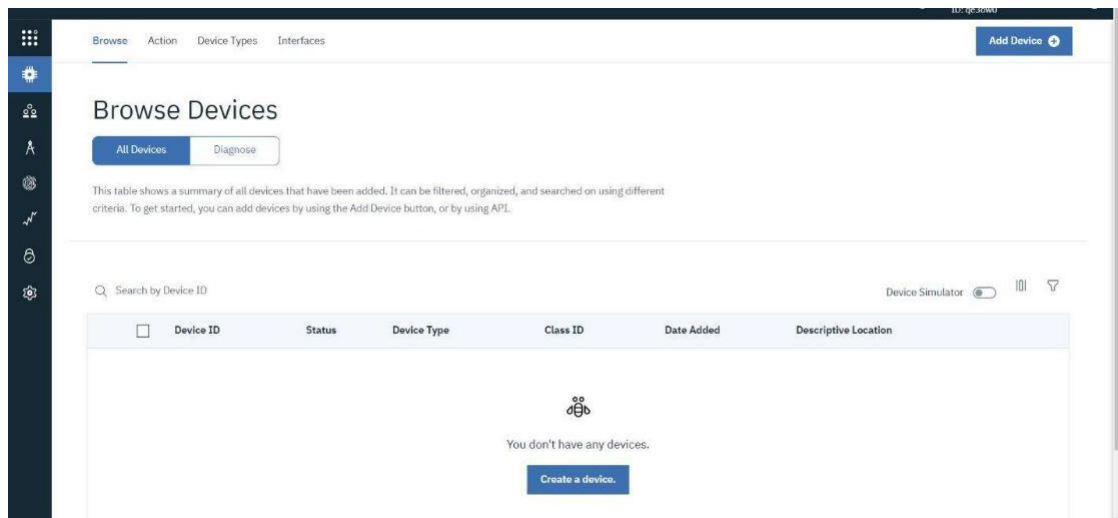 Browse Action Device Types Interfaces Add Device
Browse Devices
All Devices Diagnose
This table shows a summary of all devices that have been added. It can be filtered, organized, and searched on using different
criteria. To get started, you can add devices by using the Add Device button, or by using API.
Search by Device ID Device Simulator
Device ID Status Device Type Class ID Date Added Descriptive Location
You don't have any devices.
Create a device.